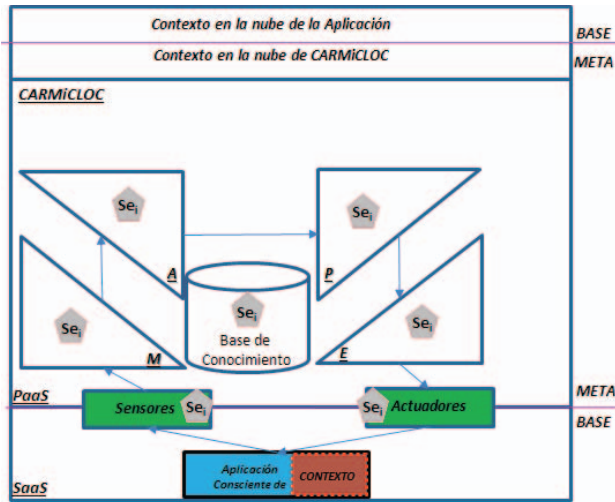 Contexto en la nube de la Aplicación
BASE
Contexto en la nube de CARMiCLOC
META
CARMiCLOC
Se i
Se i
A
P
Se i
Se i
Se i
Base de
Conocimiento
M
E
PaaS
META
Sensores
Se i
Se i
Actuadores
BASE
Aplicación
Consciente de
CONTEXTO
SaaS